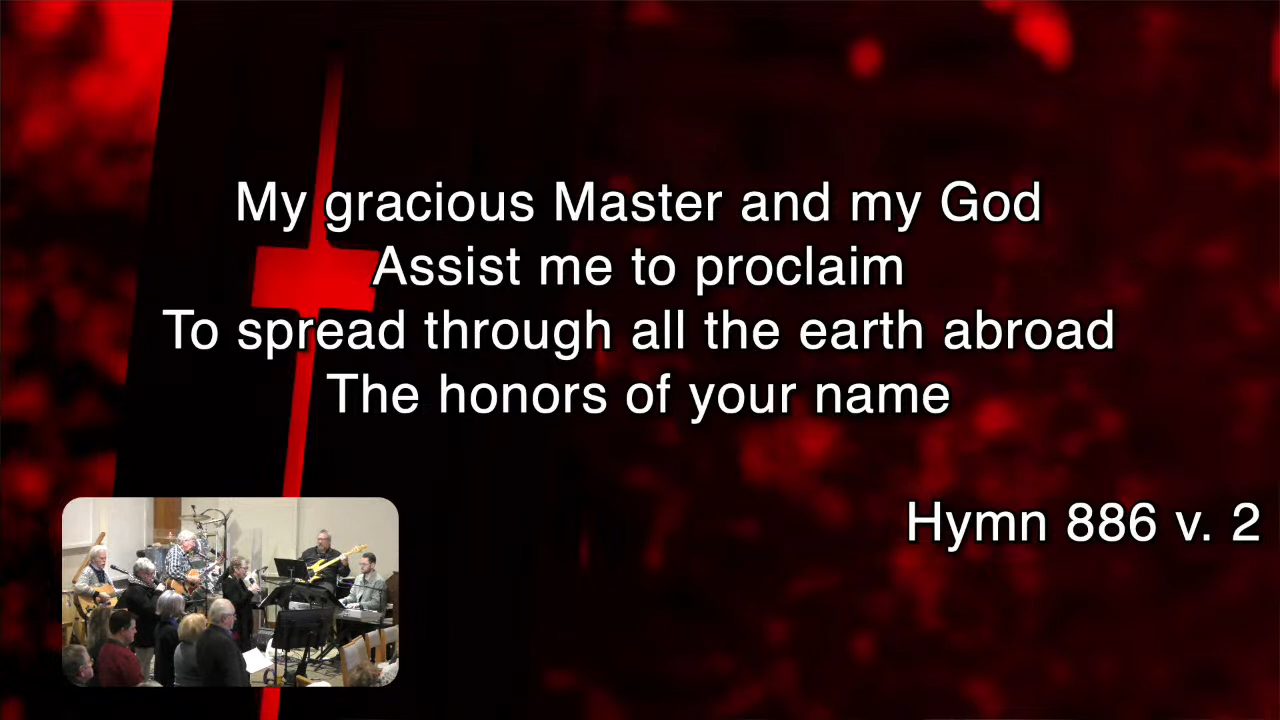 My gracious Master and my God
Assist me to proclaim
To spread through all the earth abroad
The honors of your name
Hymn 886 v. 2